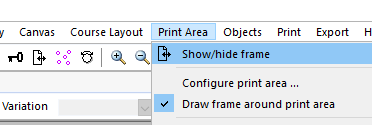 Canvas Course Layout Print Area Objects Print Export
Show/hide frame
Configure print area ...
Draw frame around print area
Variation